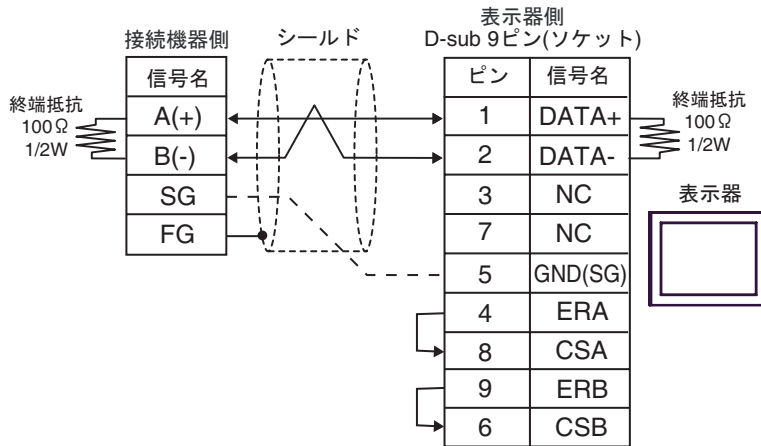 表示器側
接続機器側
シールド
D-sub 9ピン(ソケット)
信号名
ピン 信号名
終端抵抗
100Ω
1/2W
A(+)
B(-)
SG
FG
1 DATA+
2 DATA-
3 NC
7 NC
5 GND(SG)
4 ERA
8 CSA
9 ERB
6 CSB
終端抵抗
100Ω
1/2W
表示器